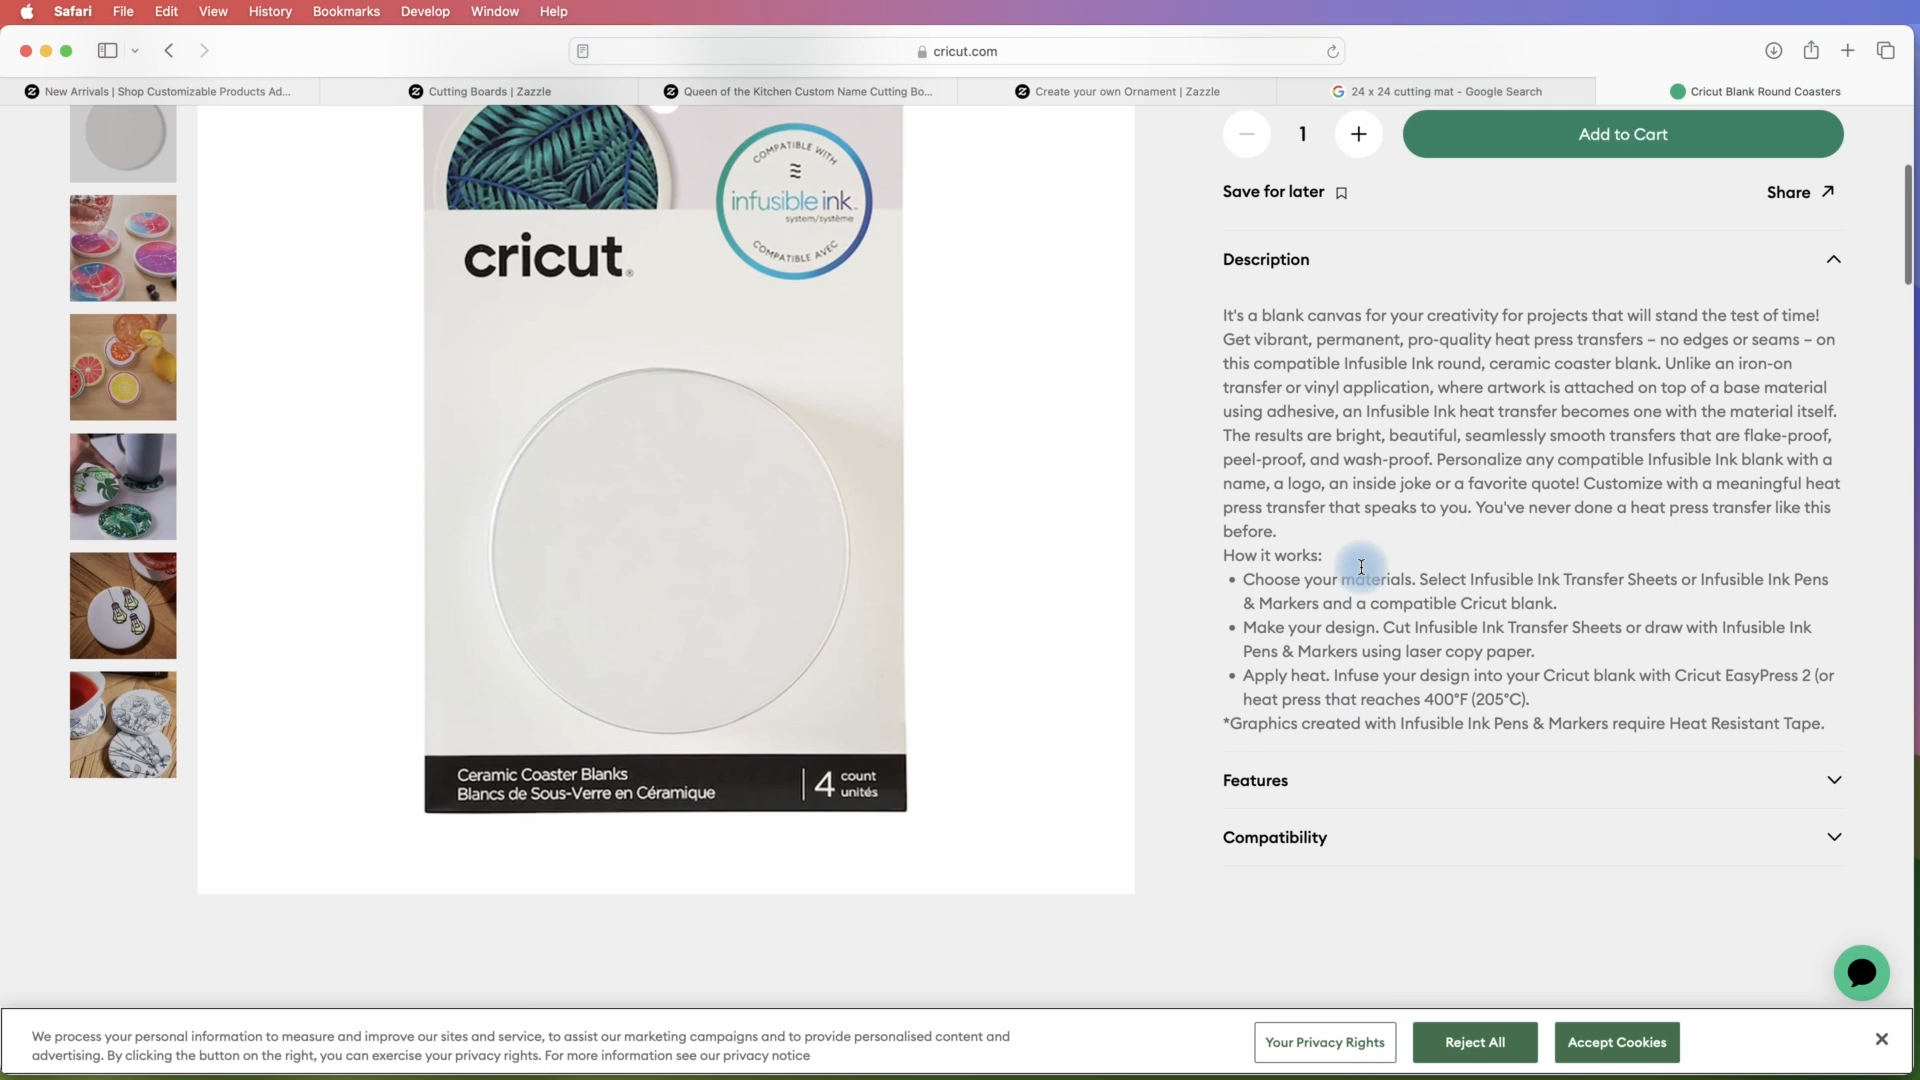 Safari File Edit View History Bookmarks Develop Window Help
cricut.com
New Arrivals | Shop Customizable Products Ad...
Cutting Boards | Zazzle
Queen of the Kitchen Custom Name Cutting Bo...
Create your own Ornament | Zazzle
24 x 24 cutting mat - Google Search
Cricut Blank Round Coasters
COMPATIBLE WITH
infusible ink
system/système
COMPATIBLE AVEC
cricut®
Ceramic Coaster Blanks
Blancs de Sous-Verre en Céramique
4 count
unités
1
Add to Cart
Save for later
Share
Description
It's a blank canvas for your creativity for projects that will stand the test of time!
Get vibrant, permanent, pro-quality heat press transfers – no edges or seams – on
this compatible Infusible Ink round, ceramic coaster blank. Unlike an iron-on
transfer or vinyl application, where artwork is attached on top of a base material
using adhesive, an Infusible Ink heat transfer becomes one with the material itself.
The results are bright, beautiful, seamlessly smooth transfers that are flake-proof,
peel-proof, and wash-proof. Personalize any compatible Infusible Ink blank with a
name, a logo, an inside joke or a favorite quote! Customize with a meaningful heat
press transfer that speaks to you. You've never done a heat press transfer like this
before.
How it works:
• Choose your materials. Select Infusible Ink Transfer Sheets or Infusible Ink Pens
& Markers and a compatible Cricut blank.
• Make your design. Cut Infusible Ink Transfer Sheets or draw with Infusible Ink
Pens & Markers using laser copy paper.
• Apply heat. Infuse your design into your Cricut blank with Cricut EasyPress 2 (or
heat press that reaches 400°F (205°C).
*Graphics created with Infusible Ink Pens & Markers require Heat Resistant Tape.
Features
Compatibility
We process your personal information to measure and improve our sites and service, to assist our marketing campaigns and to provide personalised content and
advertising. By clicking the button on the right, you can exercise your privacy rights. For more information see our privacy notice
Your Privacy Rights
Reject All
Accept Cookies